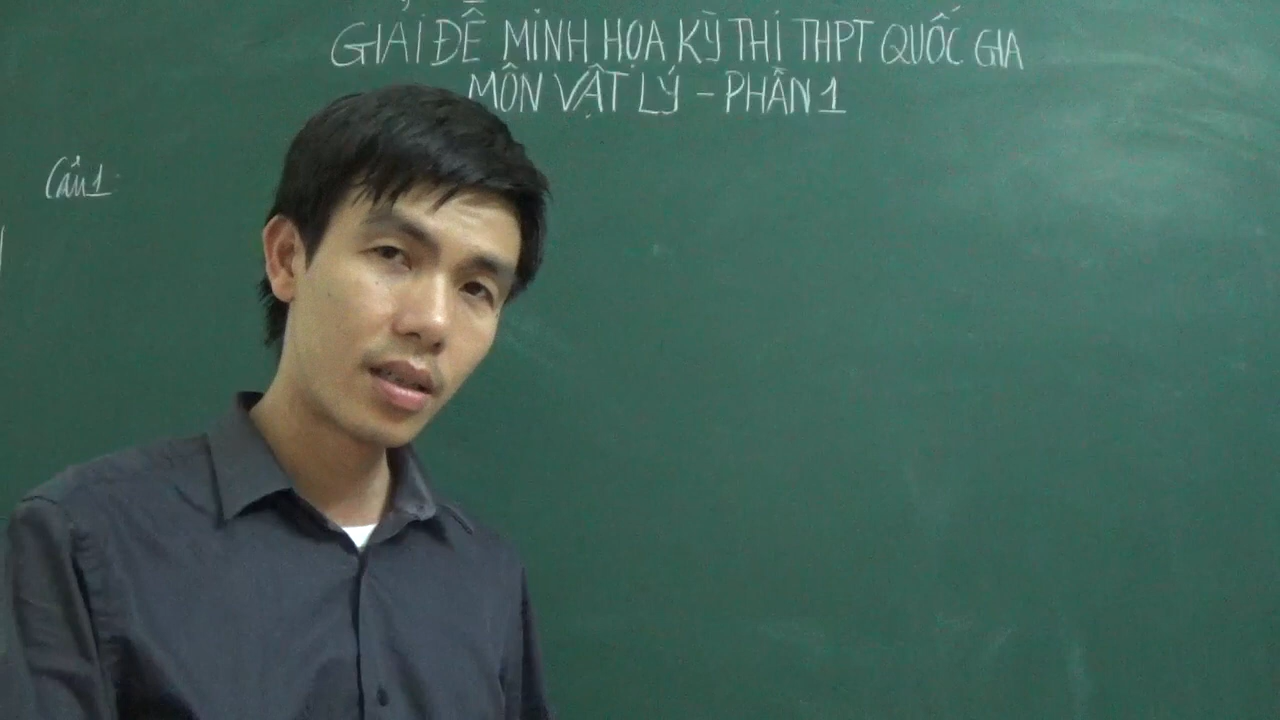 GIẢI ĐỀ MINH HỌA KỲ THI THPT QUỐC GIA
MÔN VẬT LÝ - PHẦN 1
Câu 1